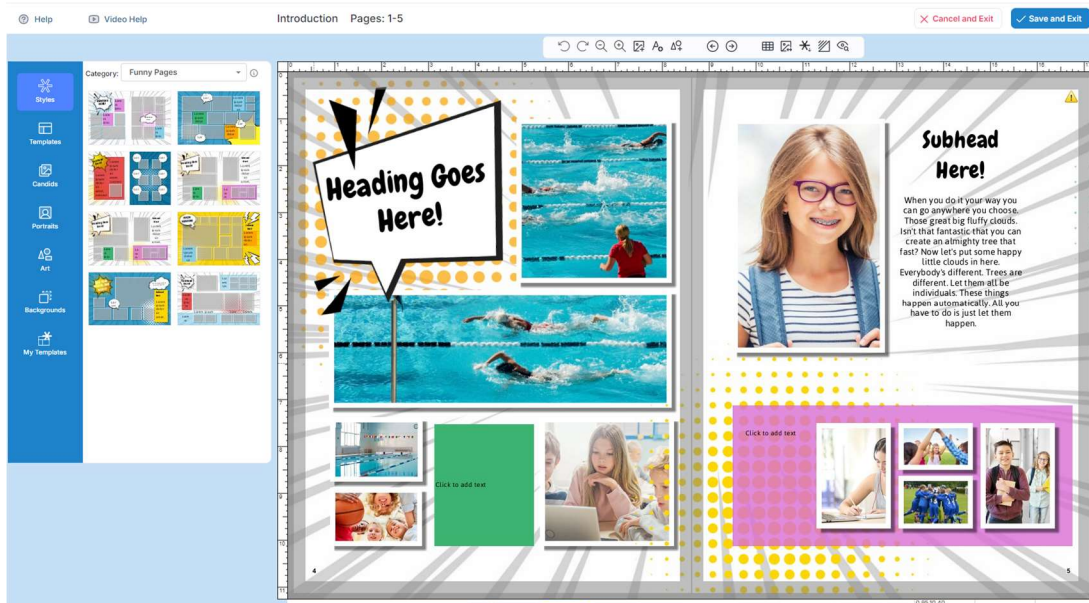 Help
Video Help
Introduction Pages: 1-5
Cancel and Exit
Save and Exit
Styles
Templates
Candids
Portraits
Art
Backgrounds
My Templates
Category:
Funny Pages
Heading Goes
Here!
Click to add text
4
Subhead
Here!
When you do it your way you
can go anywhere you choose.
Those great big fluffy clouds.
Isn't that fantastic that you can
create an almighty tree that
fast? Now let's put some happy
little clouds in here.
Everybody's different. Trees are
different. Let them all be
individuals. These things
happen automatically. All you
have to do is just let them
happen.
Click to add text
5